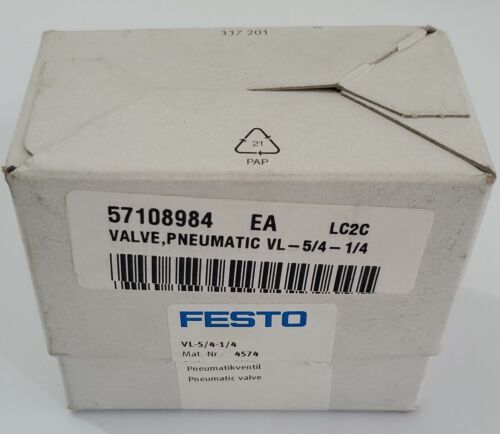 337 201
21
PAP
57108984 EA LC2C
VALVE,PNEUMATIC VL-5/4-1/4
FESTO
VL-5/4-1/4
Mat.-Nr.: 4574
Pneumatikventil
Pneumatic valve